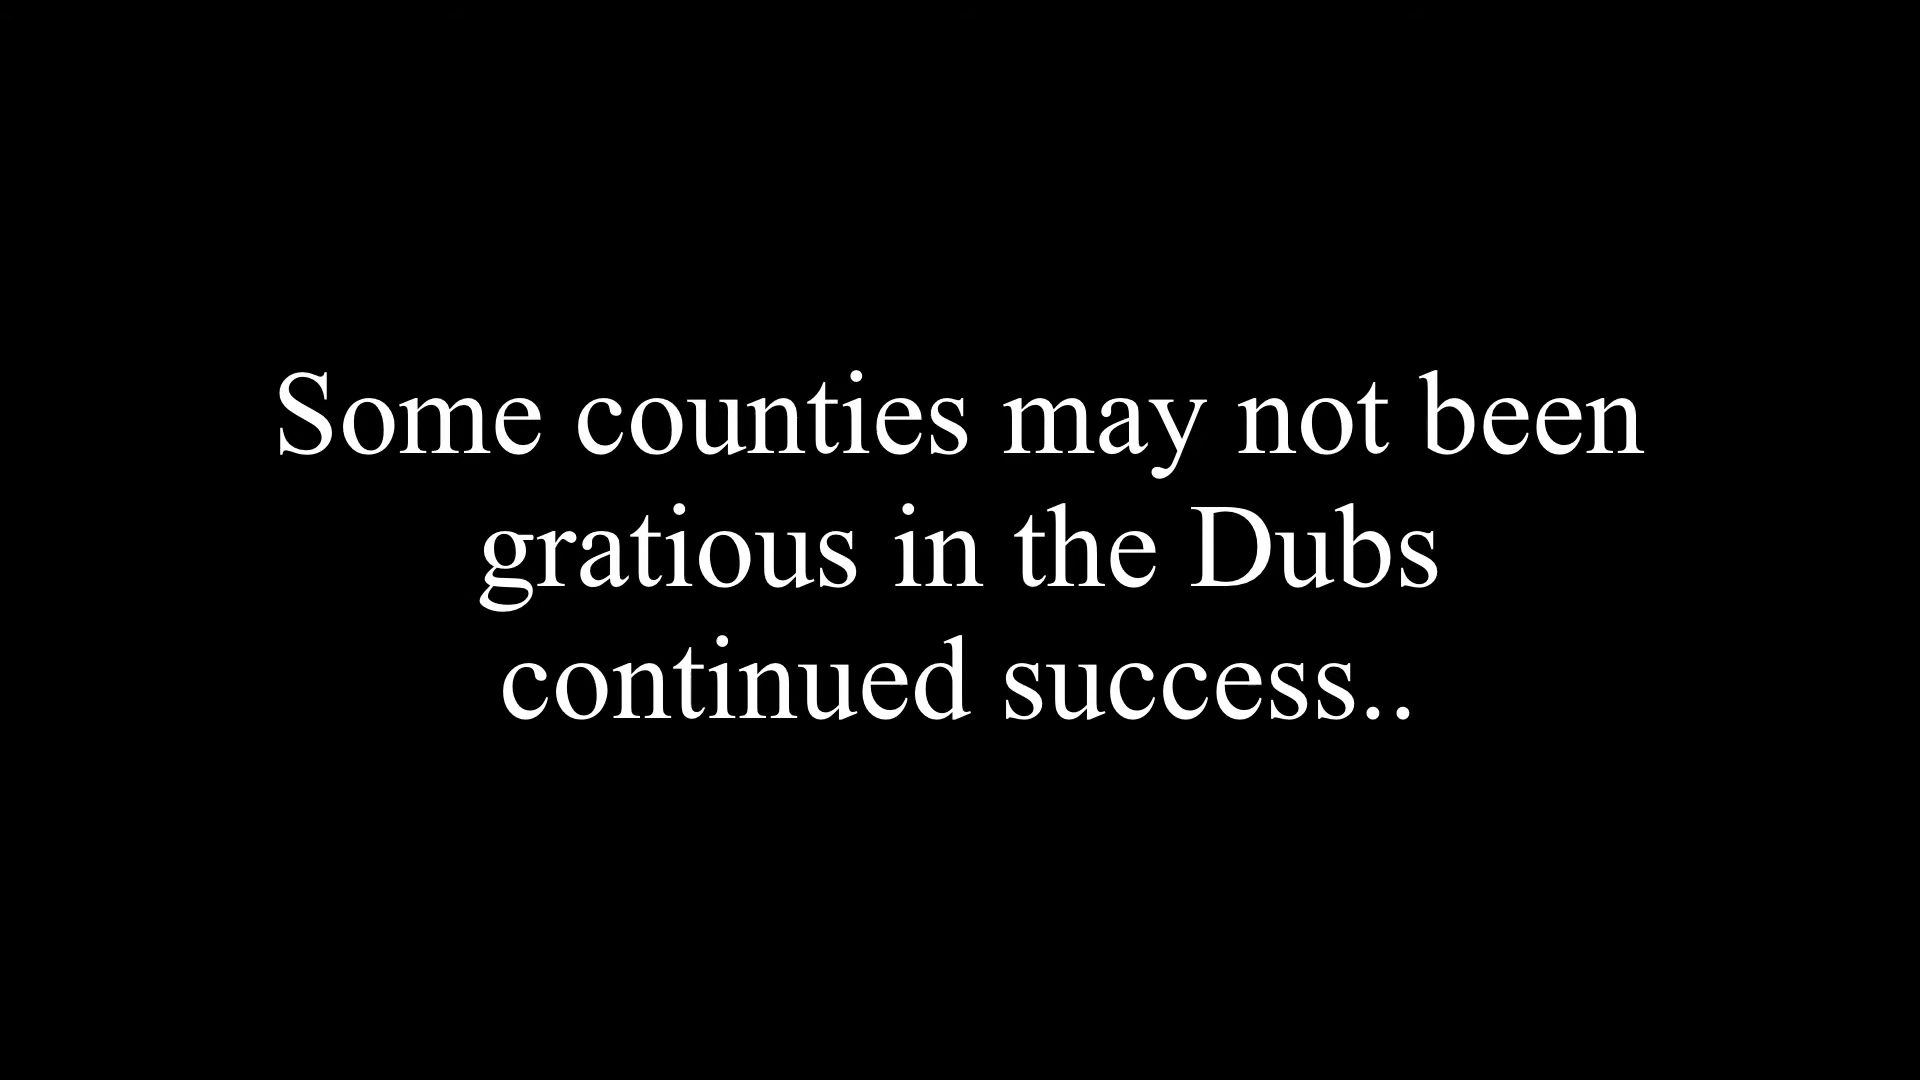 Some counties may not been
gratious in the Dubs
continued success..